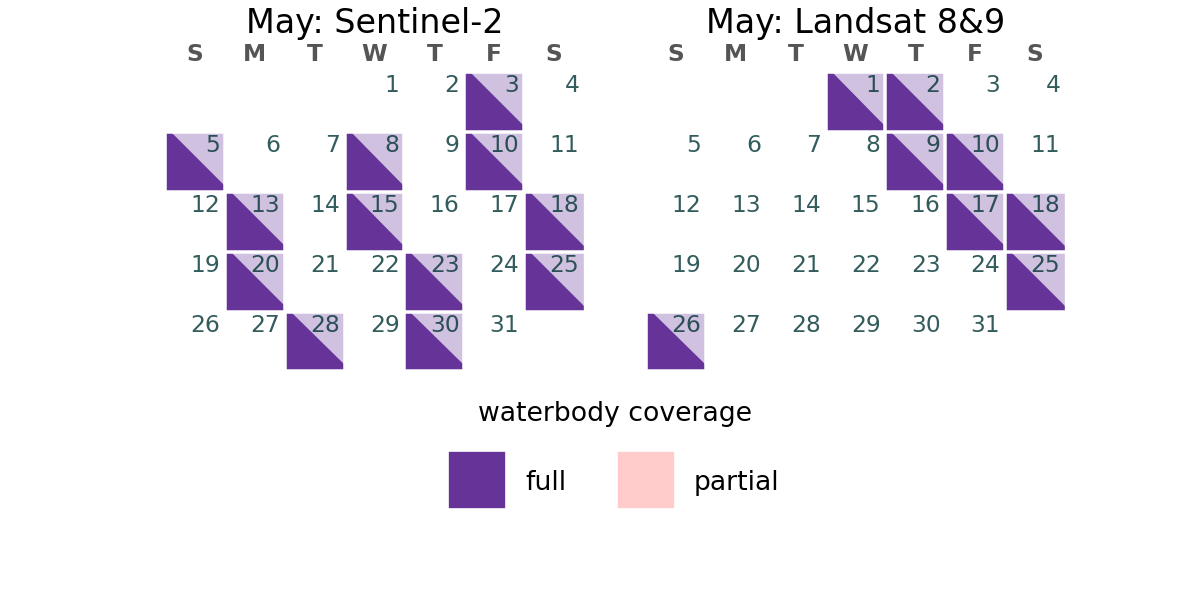 May: Sentinel-2
S M T W T F S
1 2 3 4
5 6 7 8 9 10 11
12 13 14 15 16 17 18
19 20 21 22 23 24 25
26 27 28 29 30 31
May: Landsat 8&9
S M T W T F S
1 2 3 4
5 6 7 8 9 10 11
12 13 14 15 16 17 18
19 20 21 22 23 24 25
26 27 28 29 30 31
waterbody coverage
full partial